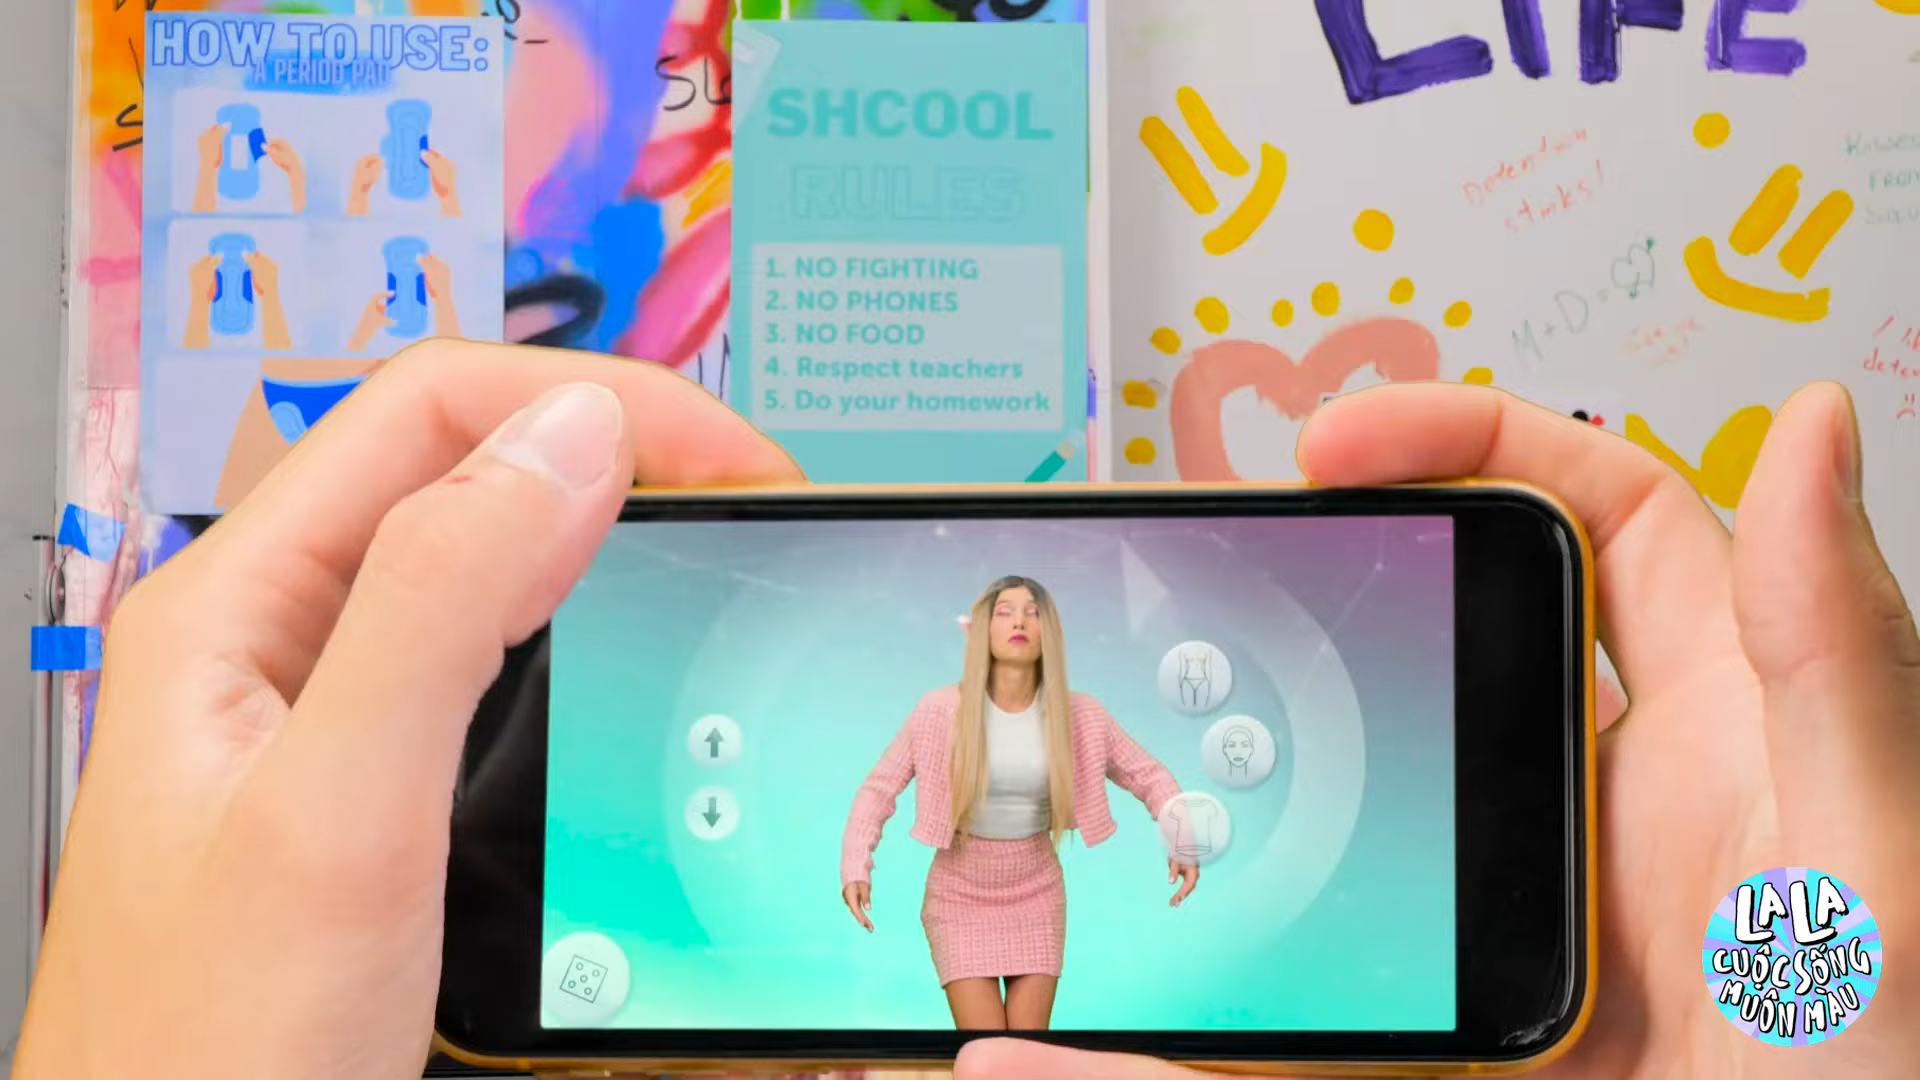 HOW TO USE:
A PERIOD PAD
SHCOOL
RULES
1. NO FIGHTING
2. NO PHONES
3. NO FOOD
4. Respect teachers
5. Do your homework
LIFE
Detention
stinks!
M + D =
LA LA
CUỘC SỐNG
MUÔN MÀU